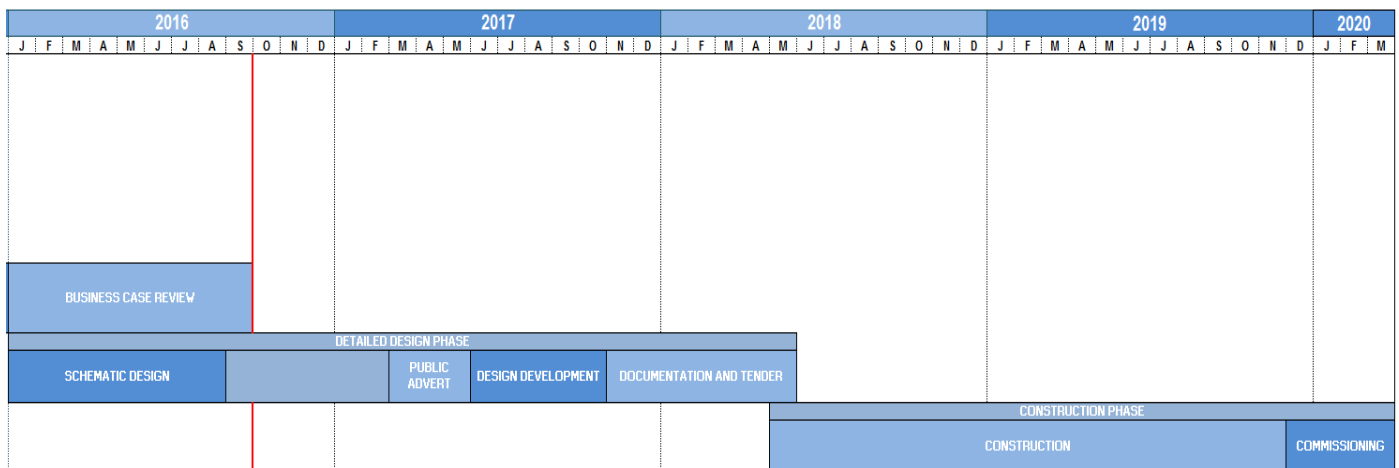 2016 2017 2018 2019 2020
J F M A M J J A S O N D J F M A M J J A S O N D J F M A M J J A S O N D J F M A M J J A S O N D J F M
BUSINESS CASE REVIEW
DETAILED DESIGN PHASE
SCHEMATIC DESIGN
PUBLIC
ADVERT
DESIGN DEVELOPMENT
DOCUMENTATION AND TENDER
CONSTRUCTION PHASE
CONSTRUCTION
COMMISSIONING